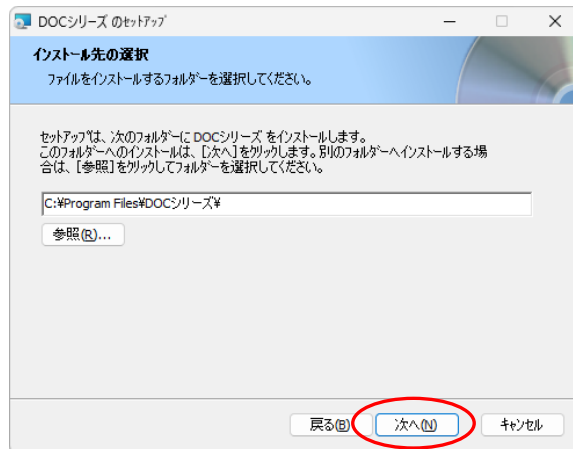 DOCシリーズ のセットアップ
インストール先の選択
ファイルをインストールするフォルダーを選択してください。
セットアップは、次のフォルダーに DOCシリーズ をインストールします。
このフォルダーへのインストールは、[次へ]をクリックします。別のフォルダーへインストールする場
合は、[参照]をクリックしてフォルダーを選択してください。
C:¥Program Files¥DOCシリーズ¥
参照(R)...
戻る(B) 次へ(N) キャンセル